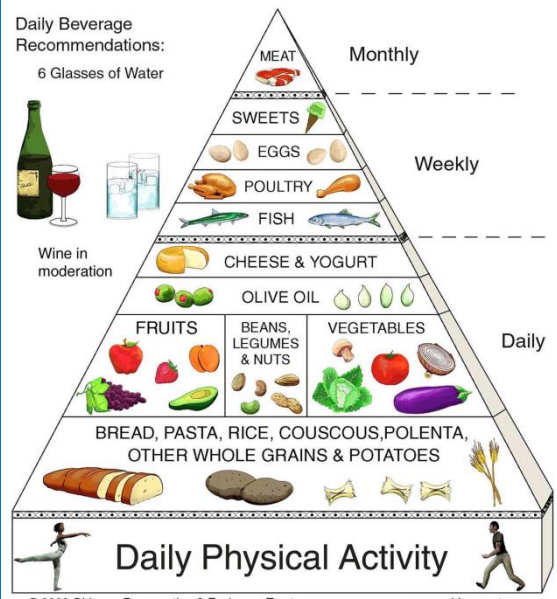 Daily Beverage
Recommendations:
6 Glasses of Water
Wine in
moderation
MEAT
Monthly
SWEETS
EGGS
Weekly
POULTRY
FISH
CHEESE & YOGURT
OLIVE OIL
Daily
FRUITS
BEANS,
LEGUMES
& NUTS
VEGETABLES
BREAD, PASTA, RICE, COUSCOUS,POLENTA,
OTHER WHOLE GRAINS & POTATOES
Daily Physical Activity